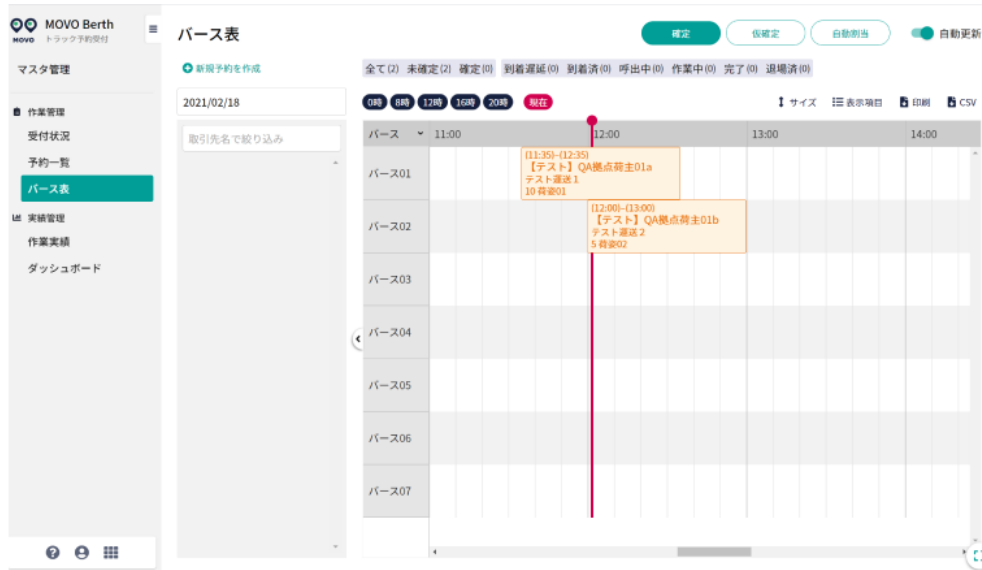 MOVO Berth
MOVO トラック予約受付
マスタ管理
作業管理
受付状況
予約一覧
バース表
実績管理
作業実績
ダッシュボード
バース表
確定
仮確定
自動割当
自動更新
新規予約を作成
全て(2) 未確定(2) 確定(0) 到着遅延(0) 到着済(0) 呼出中(0) 作業中(0) 完了(0) 退場済(0)
2021/02/18
0時 8時 12時 16時 20時 現在
サイズ 表示項目 印刷 CSV
取引先名で絞り込み
バース 11:00 12:00 13:00 14:00
バース01
(11:35)-(12:35)
【テスト】QA拠点荷主01a
テスト運送1
10 荷姿01
バース02
(12:00)-(13:00)
【テスト】QA拠点荷主01b
テスト運送2
5 荷姿02
バース03
バース04
バース05
バース06
バース07